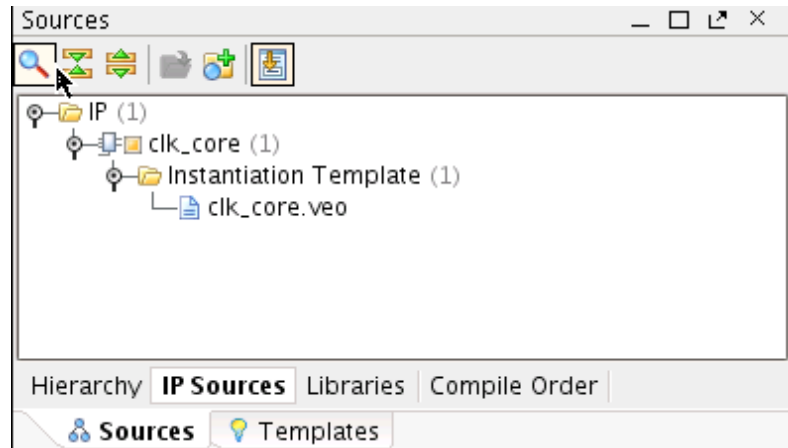 Sources
IP (1)
clk_core (1)
Instantiation Template (1)
clk_core.veo
Hierarchy IP Sources Libraries Compile Order
Sources Templates